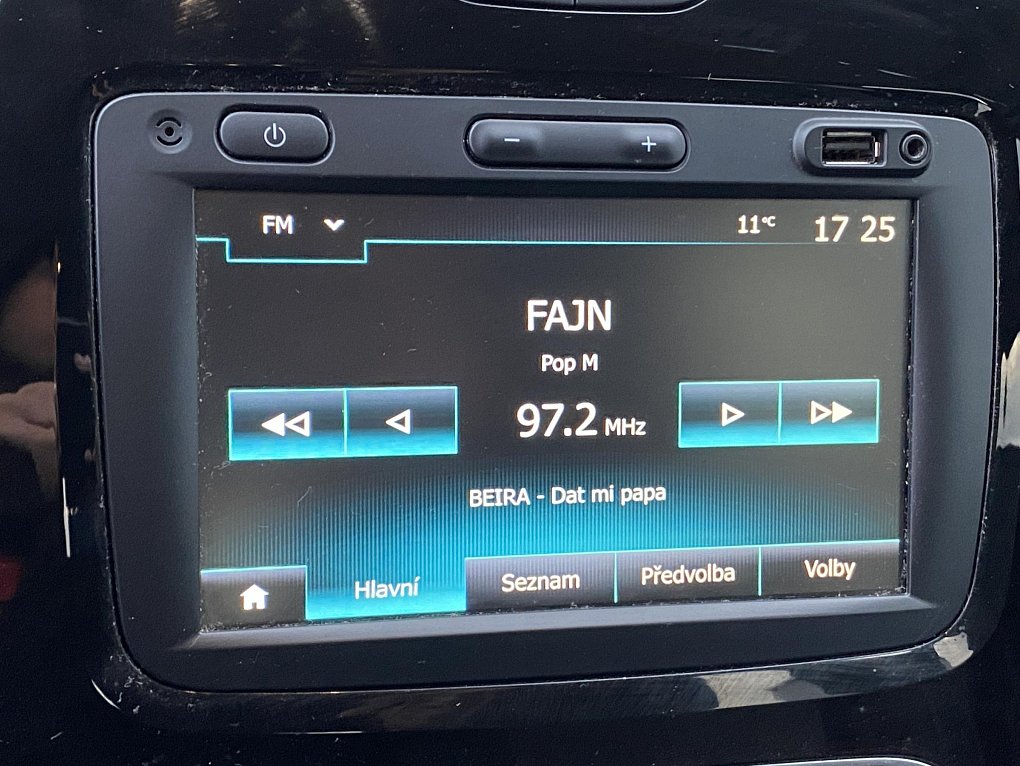 FM 11°C 17 25
FAJN
Pop M
97.2 MHz
BEIRA - Dat mi papa
Hlavní Seznam Předvolba Volby